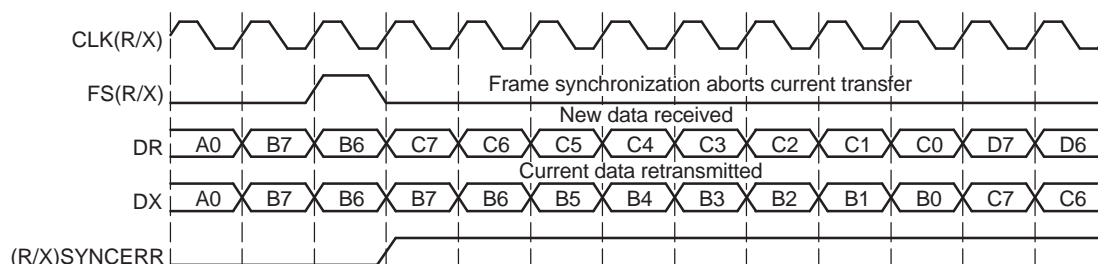 CLK(R/X)
FS(R/X) Frame synchronization aborts current transfer
New data received
DR A0 B7 B6 C7 C6 C5 C4 C3 C2 C1 C0 D7 D6
Current data retransmitted
DX A0 B7 B6 B7 B6 B5 B4 B3 B2 B1 B0 C7 C6
(R/X)SYNCERR